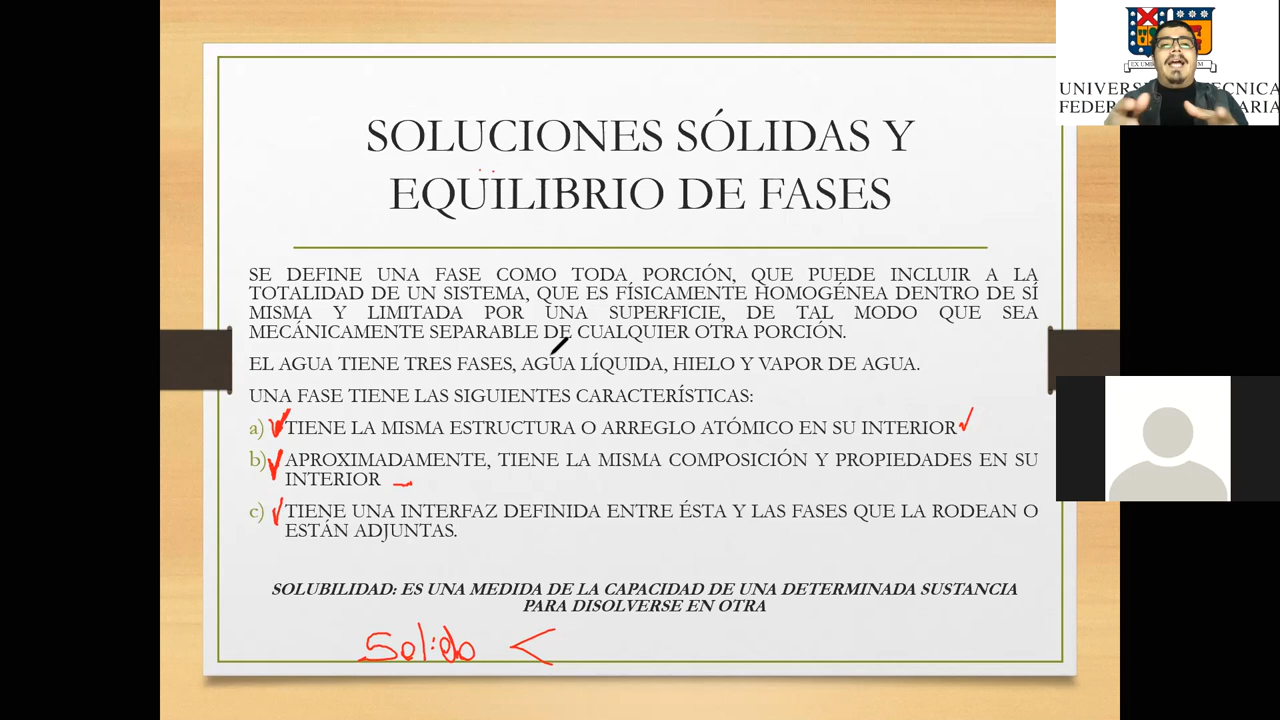 SOLUCIONES SÓLIDAS Y
EQUILIBRIO DE FASES
SE DEFINE UNA FASE COMO TODA PORCIÓN, QUE PUEDE INCLUIR A LA
TOTALIDAD DE UN SISTEMA, QUE ES FÍSICAMENTE HOMOGÉNEA DENTRO DE SÍ
MISMA Y LIMITADA POR UNA SUPERFICIE, DE TAL MODO QUE SEA
MECÁNICAMENTE SEPARABLE DE CUALQUIER OTRA PORCIÓN.
EL AGUA TIENE TRES FASES, AGUA LÍQUIDA, HIELO Y VAPOR DE AGUA.
UNA FASE TIENE LAS SIGUIENTES CARACTERÍSTICAS:
a) TIENE LA MISMA ESTRUCTURA O ARREGLO ATÓMICO EN SU INTERIOR
b) APROXIMADAMENTE, TIENE LA MISMA COMPOSICIÓN Y PROPIEDADES EN SU
INTERIOR
c) TIENE UNA INTERFAZ DEFINIDA ENTRE ÉSTA Y LAS FASES QUE LA RODEAN O
ESTÁN ADJUNTAS.
SOLUBILIDAD: ES UNA MEDIDA DE LA CAPACIDAD DE UNA DETERMINADA SUSTANCIA
PARA DISOLVERSE EN OTRA
Solido <
FEDER